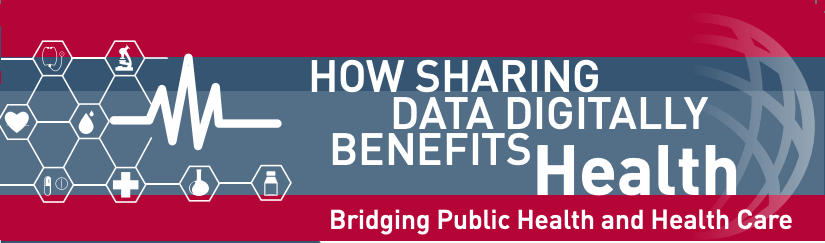 HOW SHARING
DATA DIGITALLY
BENEFITS Health
Bridging Public Health and Health Care